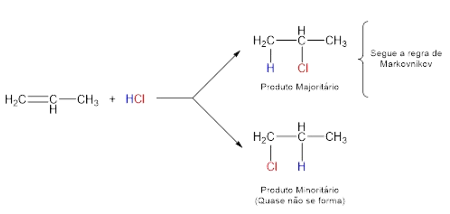 H₂C=C—CH₃ + HCl
H
H
H₂C—C—CH₃
H Cl
Produto Majoritário
Segue a regra de
Markovnikov
H
H₂C—C—CH₃
Cl H
Produto Minoritário
(Quase não se forma)